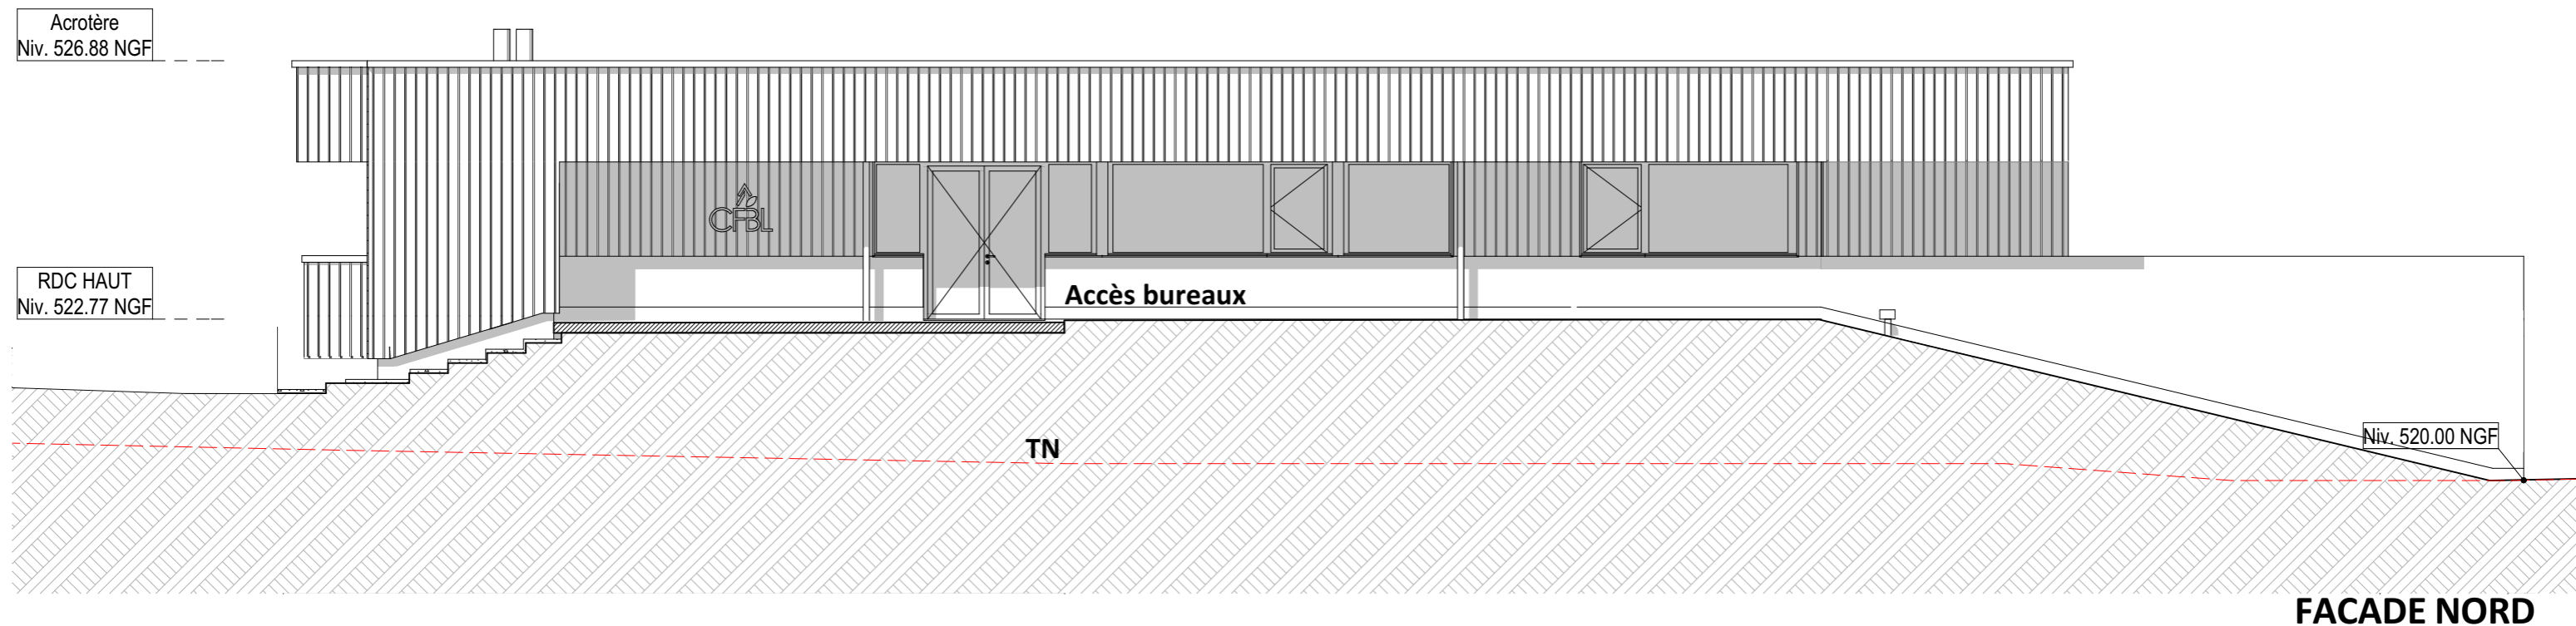 Acrotère
Niv. 526.88 NGF
CFBL
RDC HAUT
Niv. 522.77 NGF
Accès bureaux
TN
Niv. 520.00 NGF
FACADE NORD